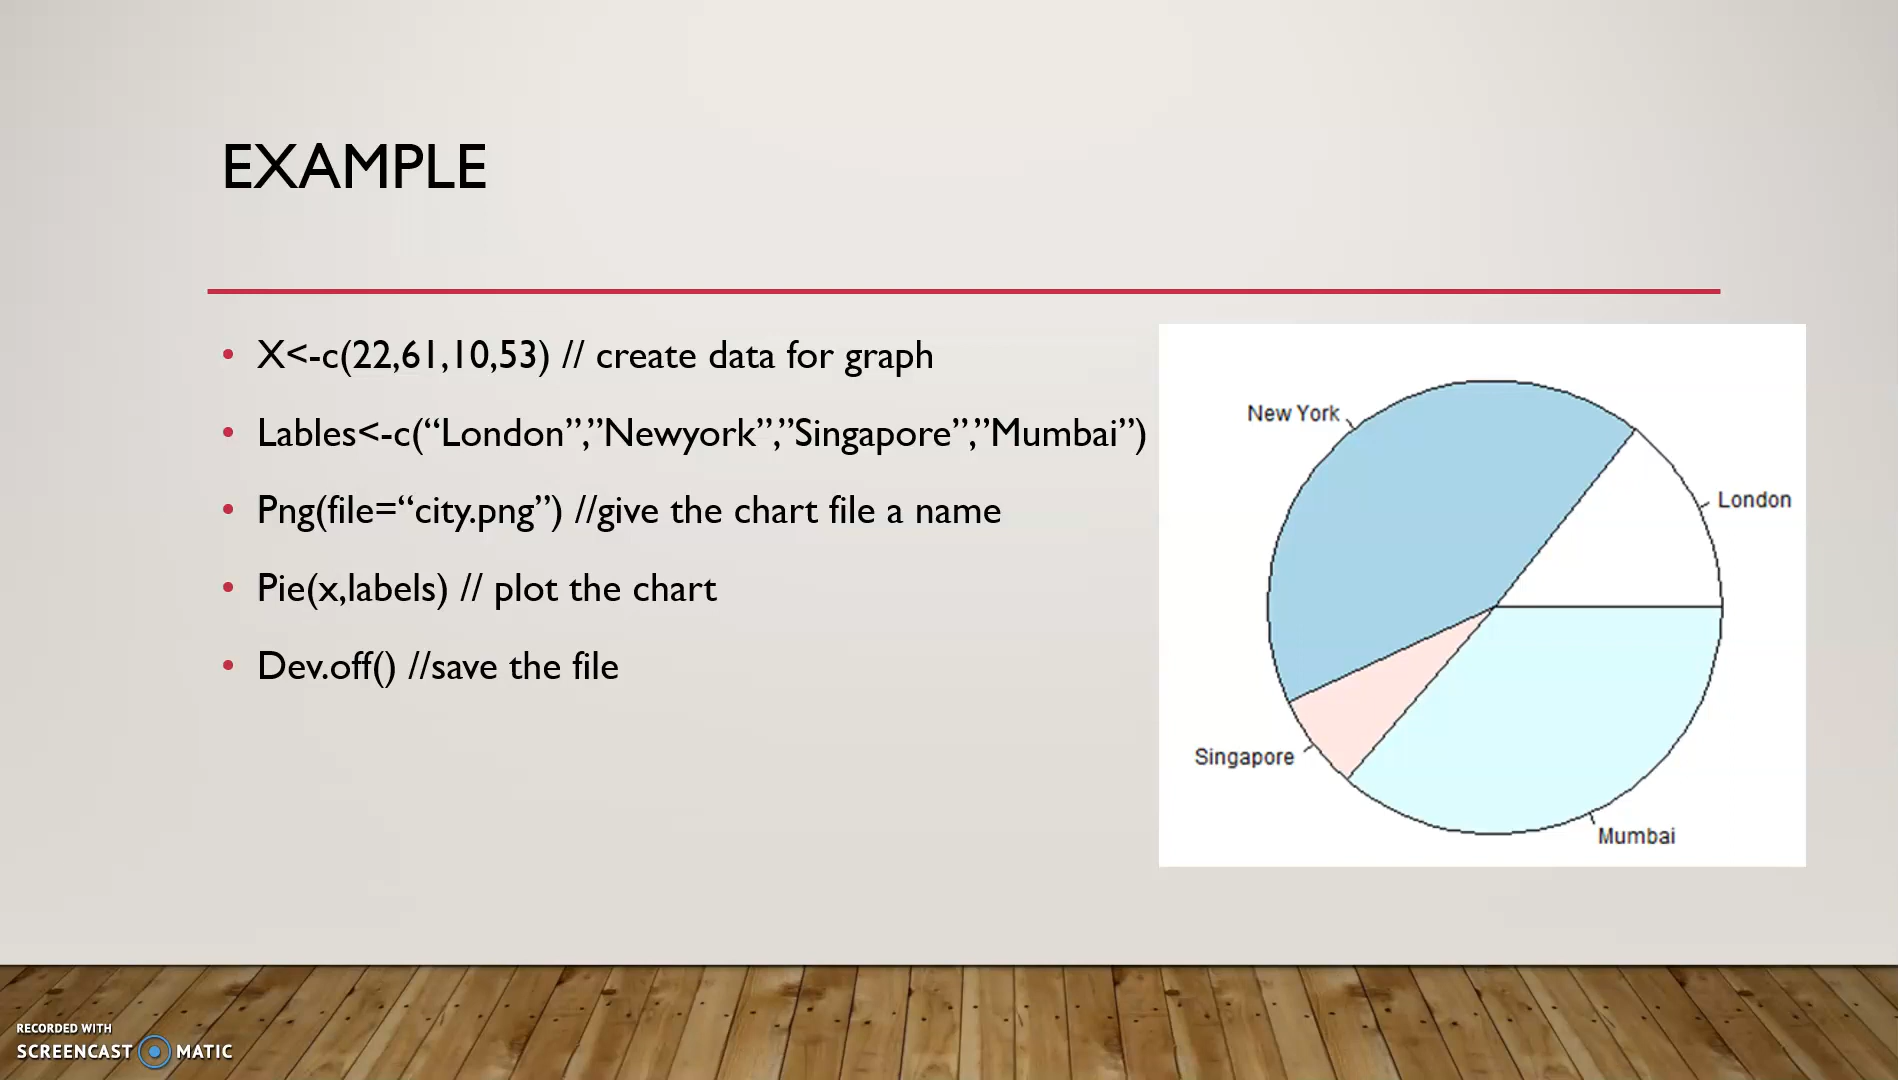 EXAMPLE
X<-c(22,61,10,53) // create data for graph
Lables<-c(“London”,”Newyork”,”Singapore”,”Mumbai”)
Png(file=“city.png”) //give the chart file a name
Pie(x,labels) // plot the chart
Dev.off() //save the file
New York
London
Singapore
Mumbai
RECORDED WITH
SCREENCAST MATIC